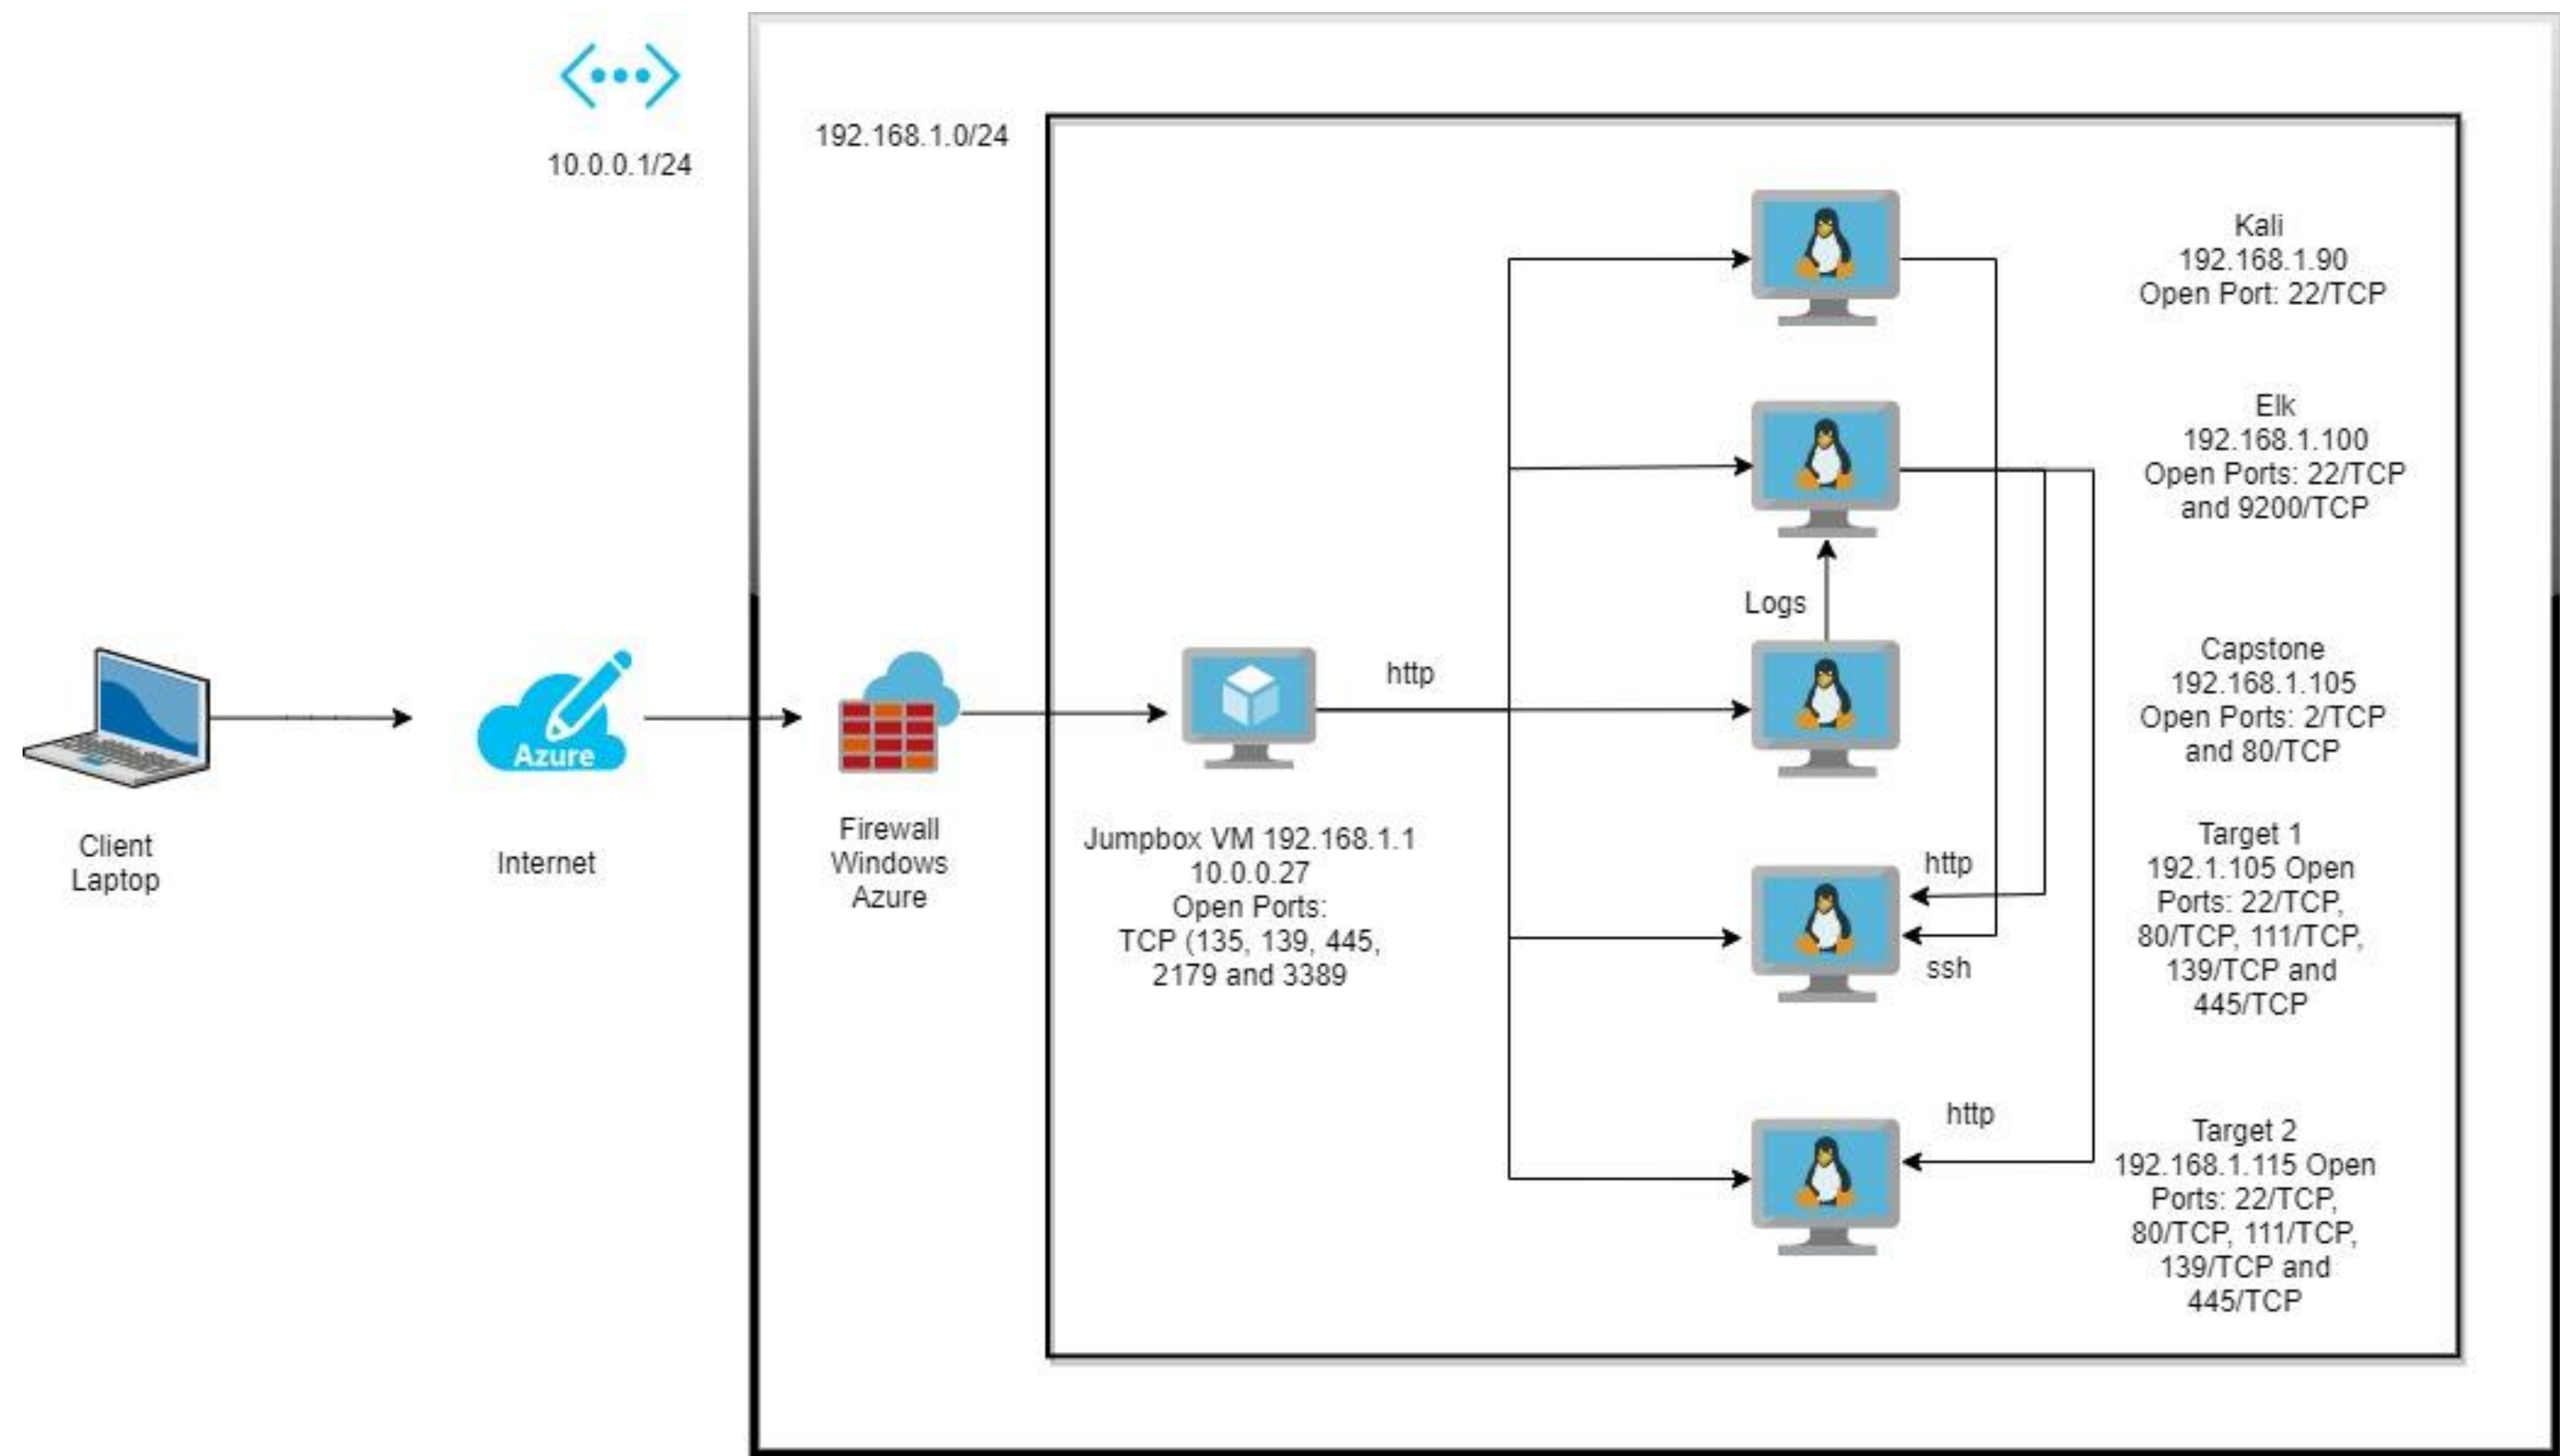 10.0.0.1/24
192.168.1.0/24
Kali
192.168.1.90
Open Port: 22/TCP
Elk
192.168.1.100
Open Ports: 22/TCP
and 9200/TCP
Logs
Capstone
192.168.1.105
Open Ports: 2/TCP
and 80/TCP
http
Azure
Client
Laptop
Internet
Firewall
Windows
Azure
Jumpbox VM 192.168.1.1
10.0.0.27
Open Ports:
TCP (135, 139, 445,
2179 and 3389
http
ssh
Target 1
192.1.105 Open
Ports: 22/TCP,
80/TCP, 111/TCP,
139/TCP and
445/TCP
http
Target 2
192.168.1.115 Open
Ports: 22/TCP,
80/TCP, 111/TCP,
139/TCP and
445/TCP